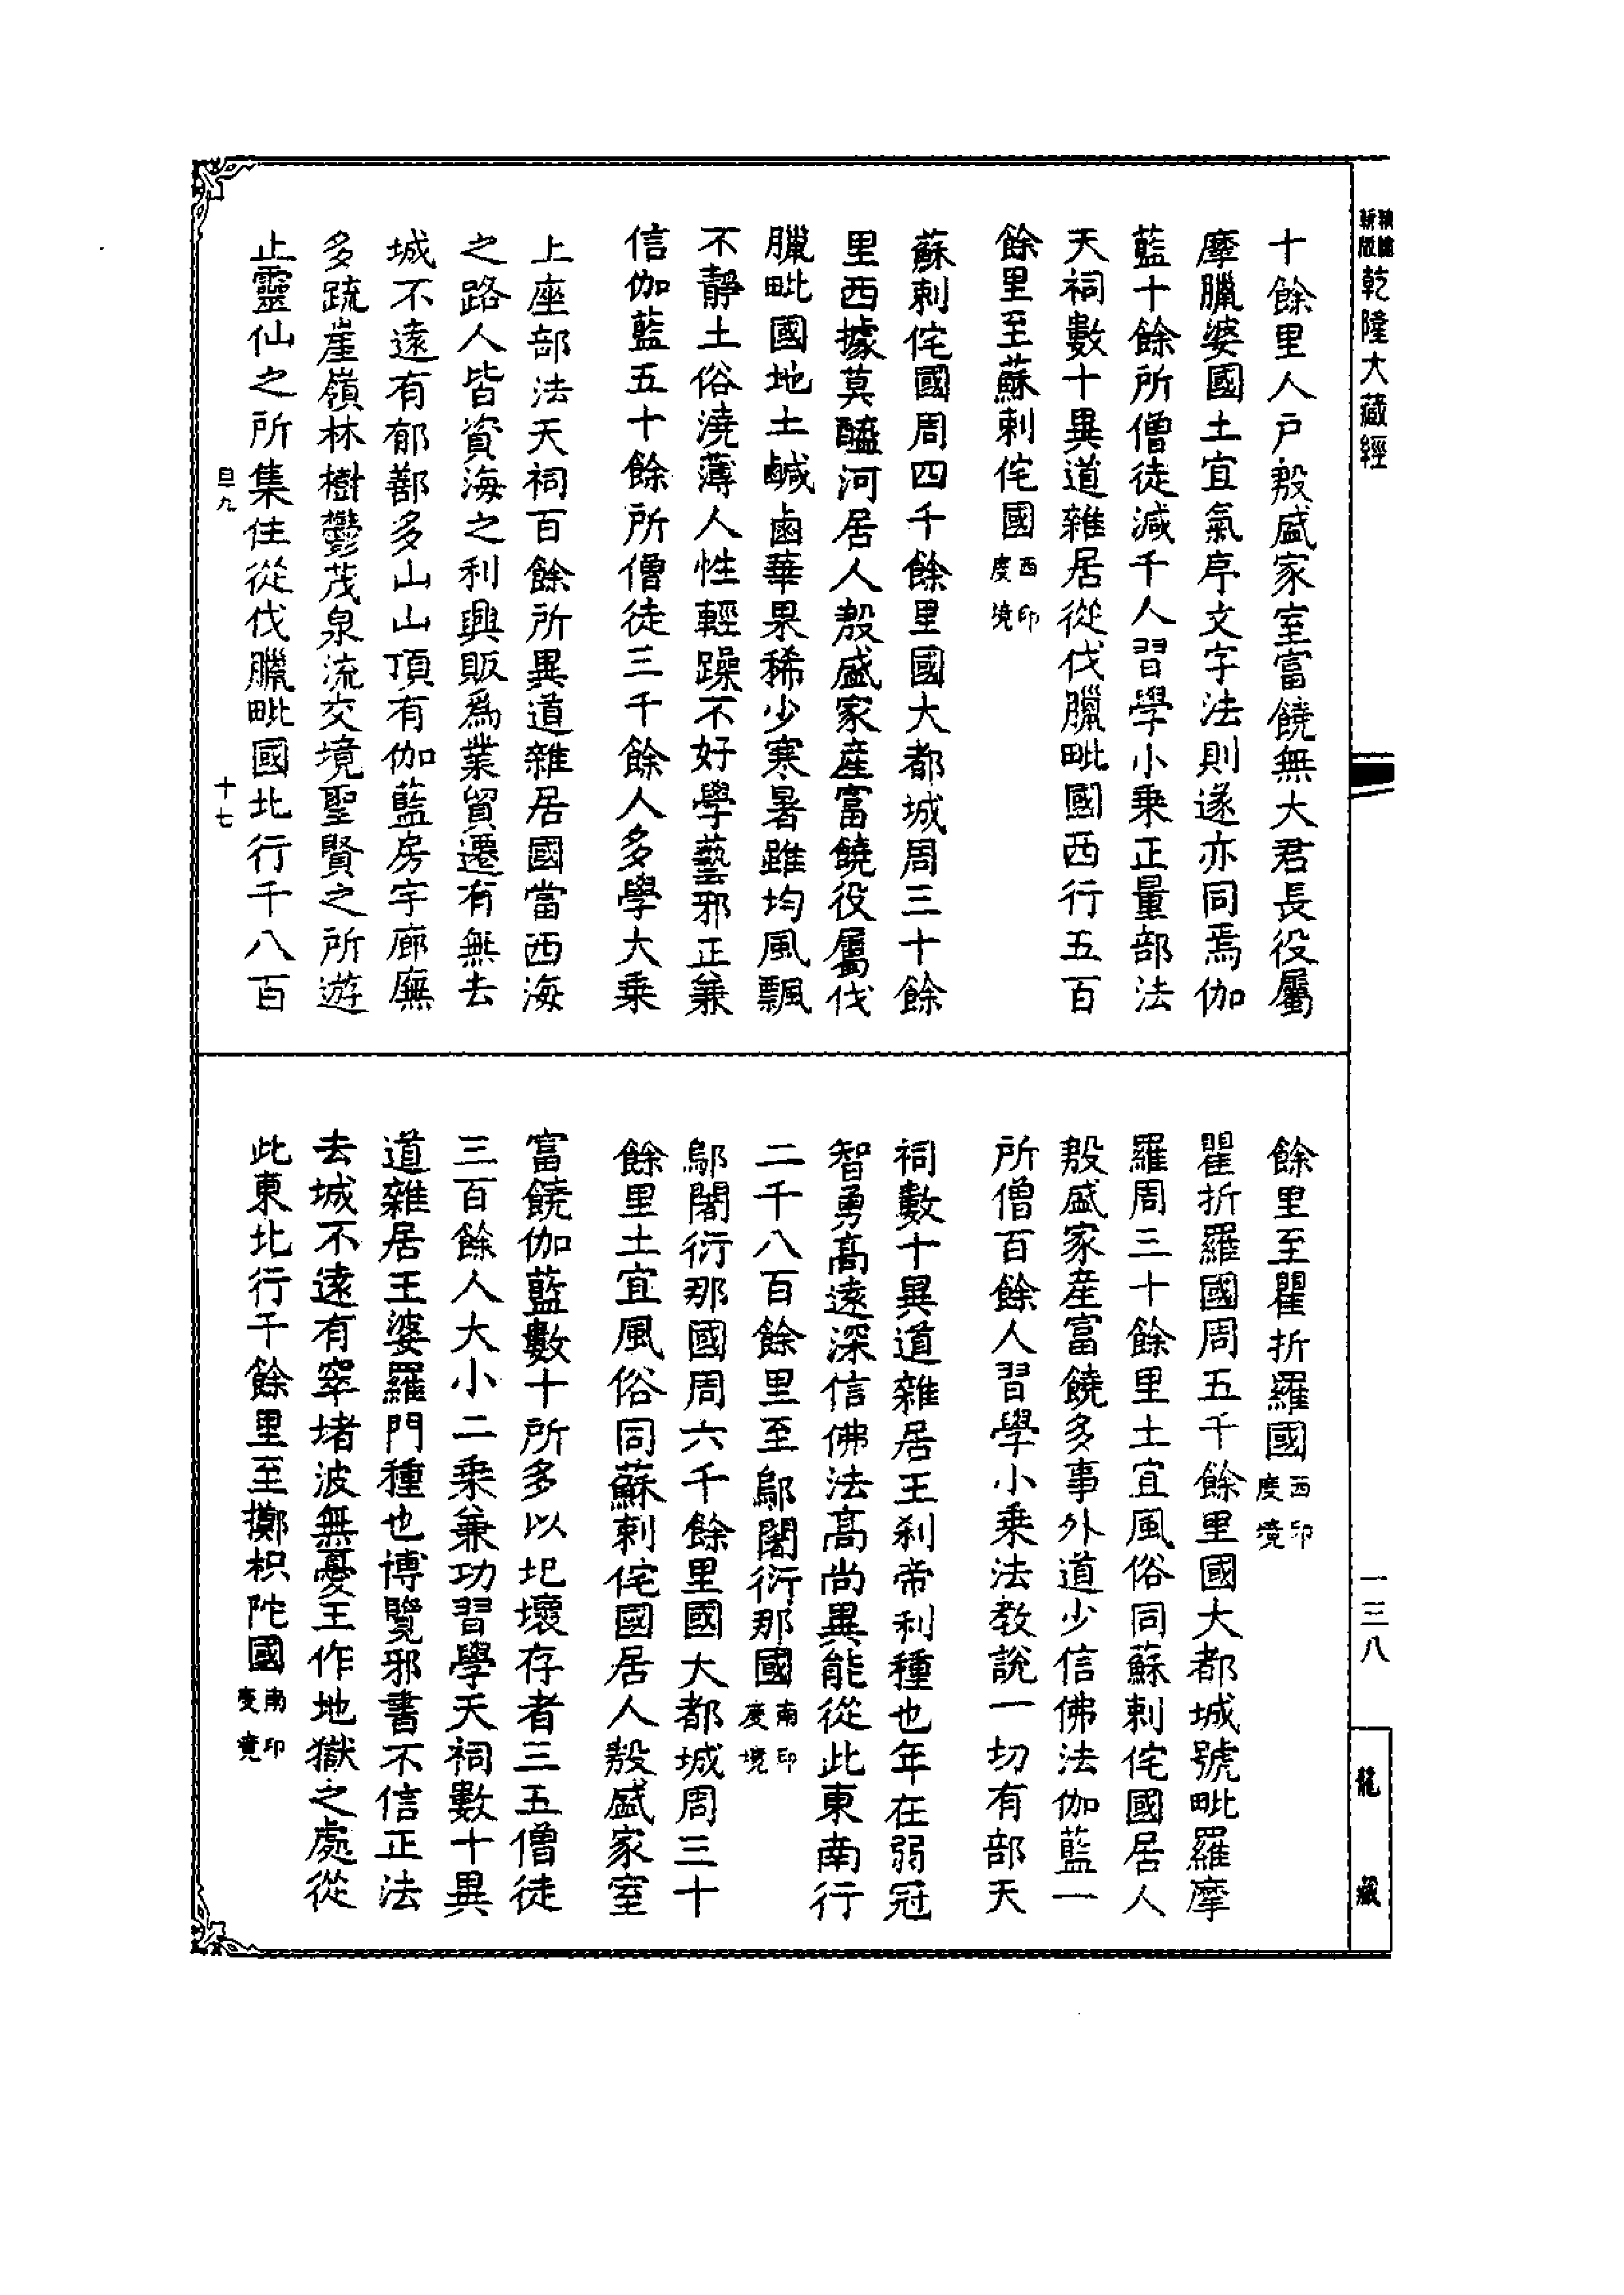 新編
新版
乾隆大藏經
十餘里人戶殷盛家室富饒無大君長役屬
摩臘婆國土宜氣序文字法則遂亦同焉伽
藍十餘所僧徒減千人習學小乘正量部法
天祠數十異道雜居從伐臘毗國西行五百
餘里至蘇剌侘國西印度境
蘇剌侘國周四千餘里國大都城周三十餘
里西據莫醯河居人殷盛家產富饒役屬伐
臘毗國地土鹹鹵華果稀少寒暑雖均風飄
不靜土俗澆薄人性輕躁不好學藝邪正兼
信伽藍五十餘所僧徒三千餘人多學大乘
上座部法天祠百餘所異道雜居國當西海
之路人皆資海之利興販為業貿遷有無去
城不遠有郁鄯多山山頂有伽藍房宇廊廡
多疏崖嶺林樹鬱茂泉流交境聖賢之所遊
止靈仙之所集住從伐臘毗國北行千八百
十七
餘里至瞿折羅國西印度境
瞿折羅國周五千餘里國大都城號毗羅摩
羅周三十餘里土宜風俗同蘇剌侘國居人
殷盛家產富饒多事外道少信佛法伽藍一
所僧百餘人習學小乘法教說一切有部天
祠數十異道雜居王剎帝利種也年在弱冠
智勇高遠深信佛法高尚異能從此東南行
二千八百餘里至鄔闍衍那國南印度境
鄔闍衍那國周六千餘里國大都城周三十
餘里土宜風俗同蘇剌侘國居人殷盛家室
富饒伽藍數十所多以圮壞存者三五僧徒
三百餘人大小二乘兼功習學天祠數十異
道雜居王婆羅門種也博覽邪書不信正法
去城不遠有窣堵波無憂王作地獄之處從
此東北行千餘里至擲枳陀國南印度境
一三八
龍藏